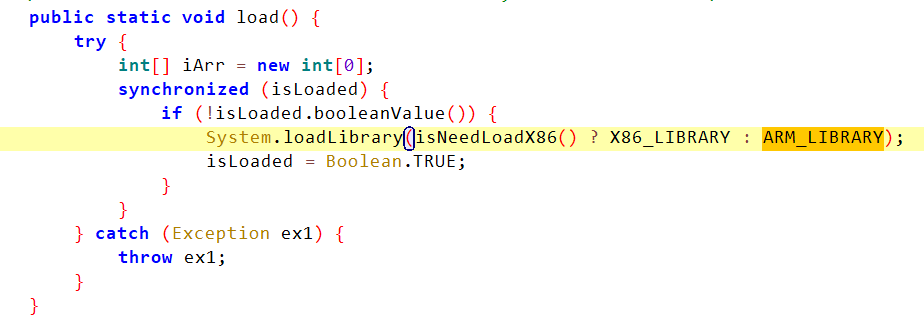 public static void load() {
try {
int[] iArr = new int[0];
synchronized (isLoaded) {
if (!isLoaded.booleanValue()) {
System.loadLibrary(isNeedLoadX86() ? X86_LIBRARY : ARM_LIBRARY);
isLoaded = Boolean.TRUE;
}
}
} catch (Exception ex1) {
throw ex1;
}
}